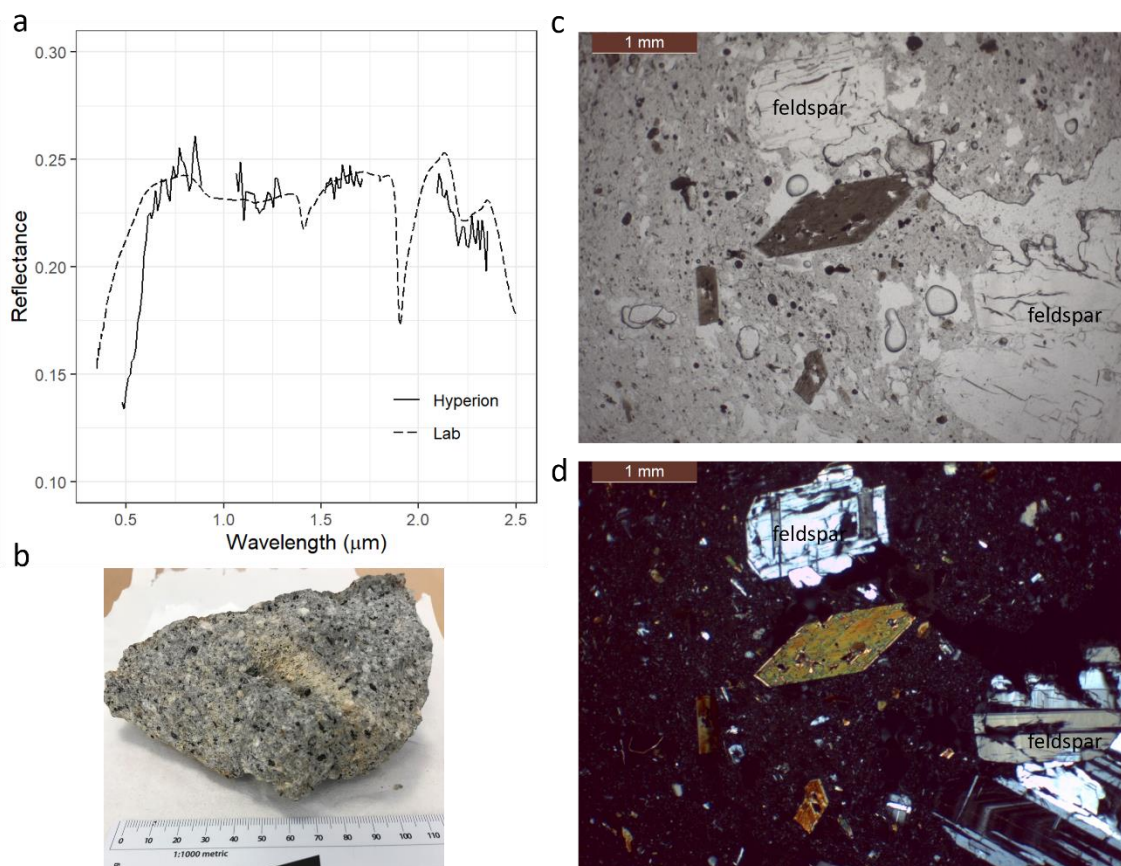 a
0.30
0.25
0.20
0.15
0.10
Reflectance
0.5
1.0
1.5
2.0
2.5
Wavelength (μm)
Hyperion
Lab
b
0 10 20 30 40 50 60 70 80 90 100 110
1:1000 metric
c
1 mm
feldspar
feldspar
d
1 mm
feldspar
feldspar